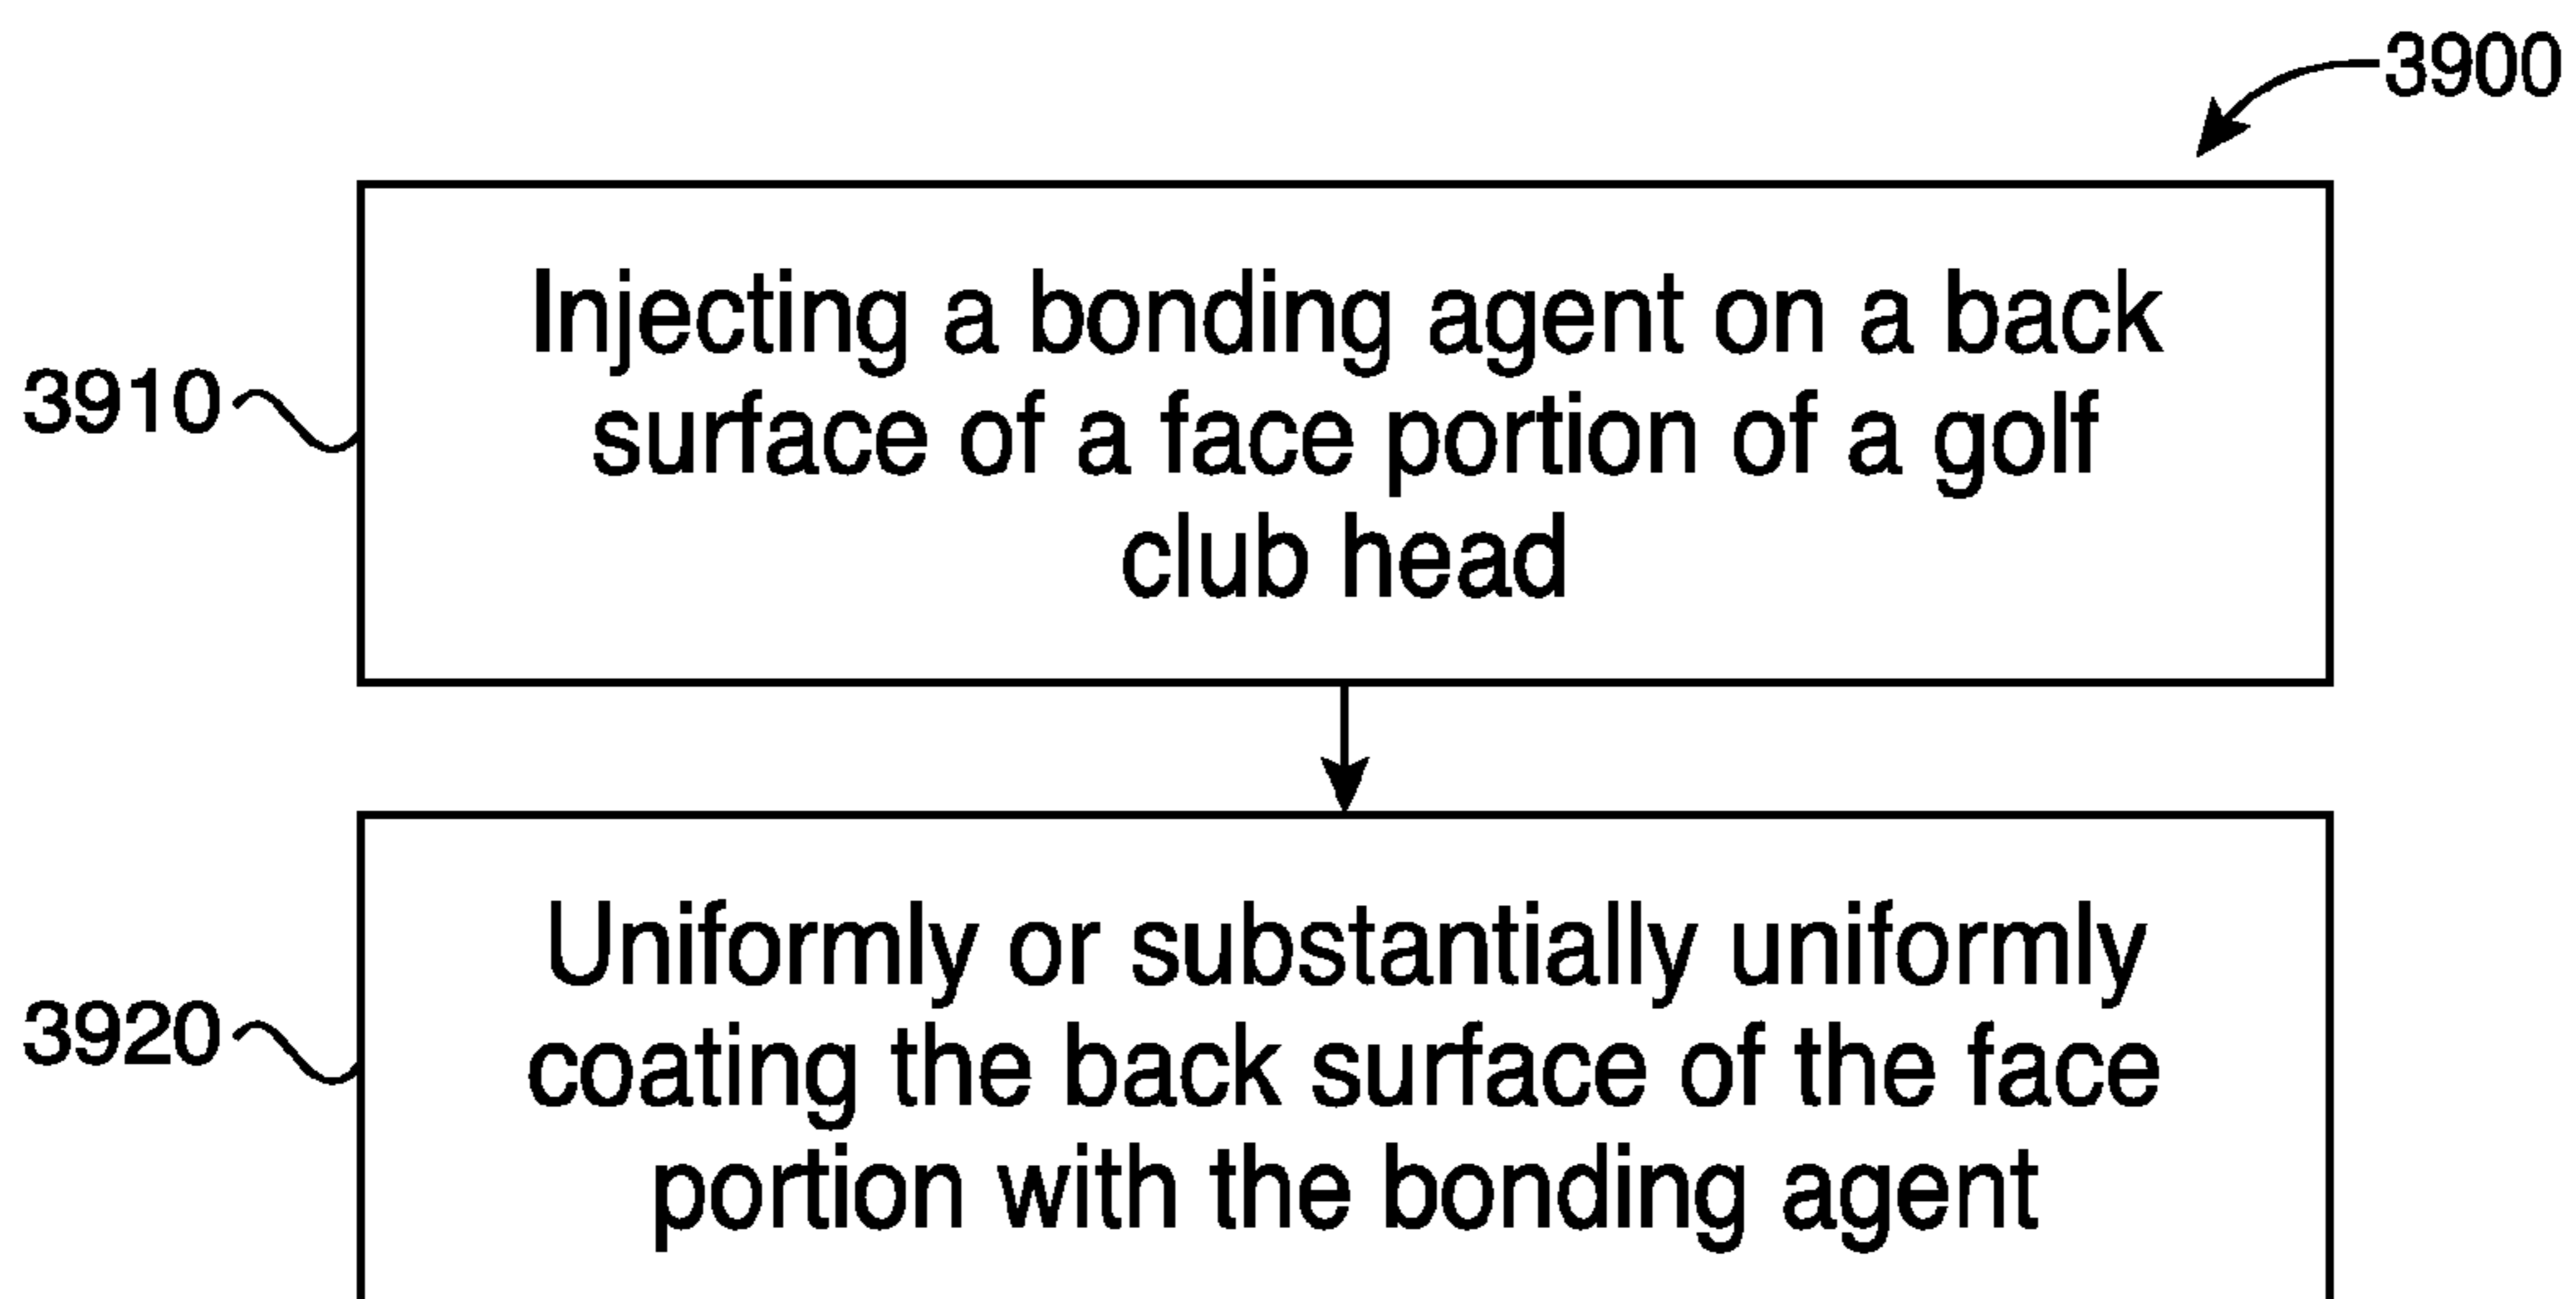 3900
Injecting a bonding agent on a back
surface of a face portion of a golf
club head
3910
Uniformly or substantially uniformly
coating the back surface of the face
portion with the bonding agent
3920